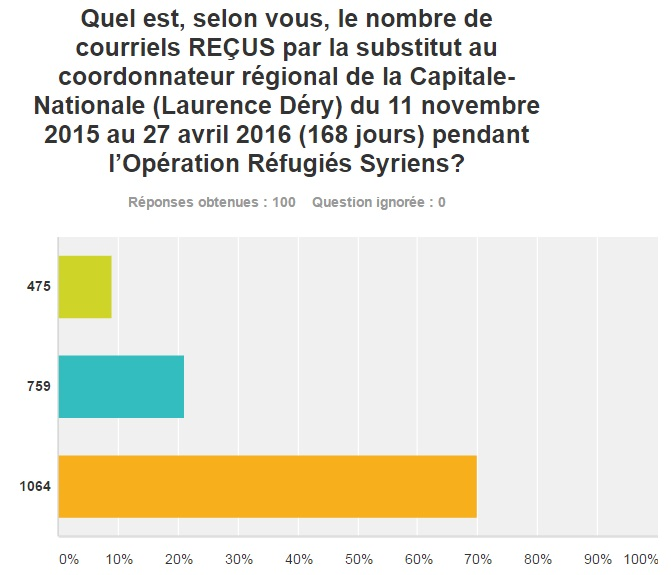 Quel est, selon vous, le nombre de
courriels REÇUS par la substitut au
coordonnateur régional de la Capitale-
Nationale (Laurence Déry) du 11 novembre
2015 au 27 avril 2016 (168 jours) pendant
l’Opération Réfugiés Syriens?
Réponses obtenues : 100 Question ignorée : 0
475
759
1064
0% 10% 20% 30% 40% 50% 60% 70% 80% 90% 100%